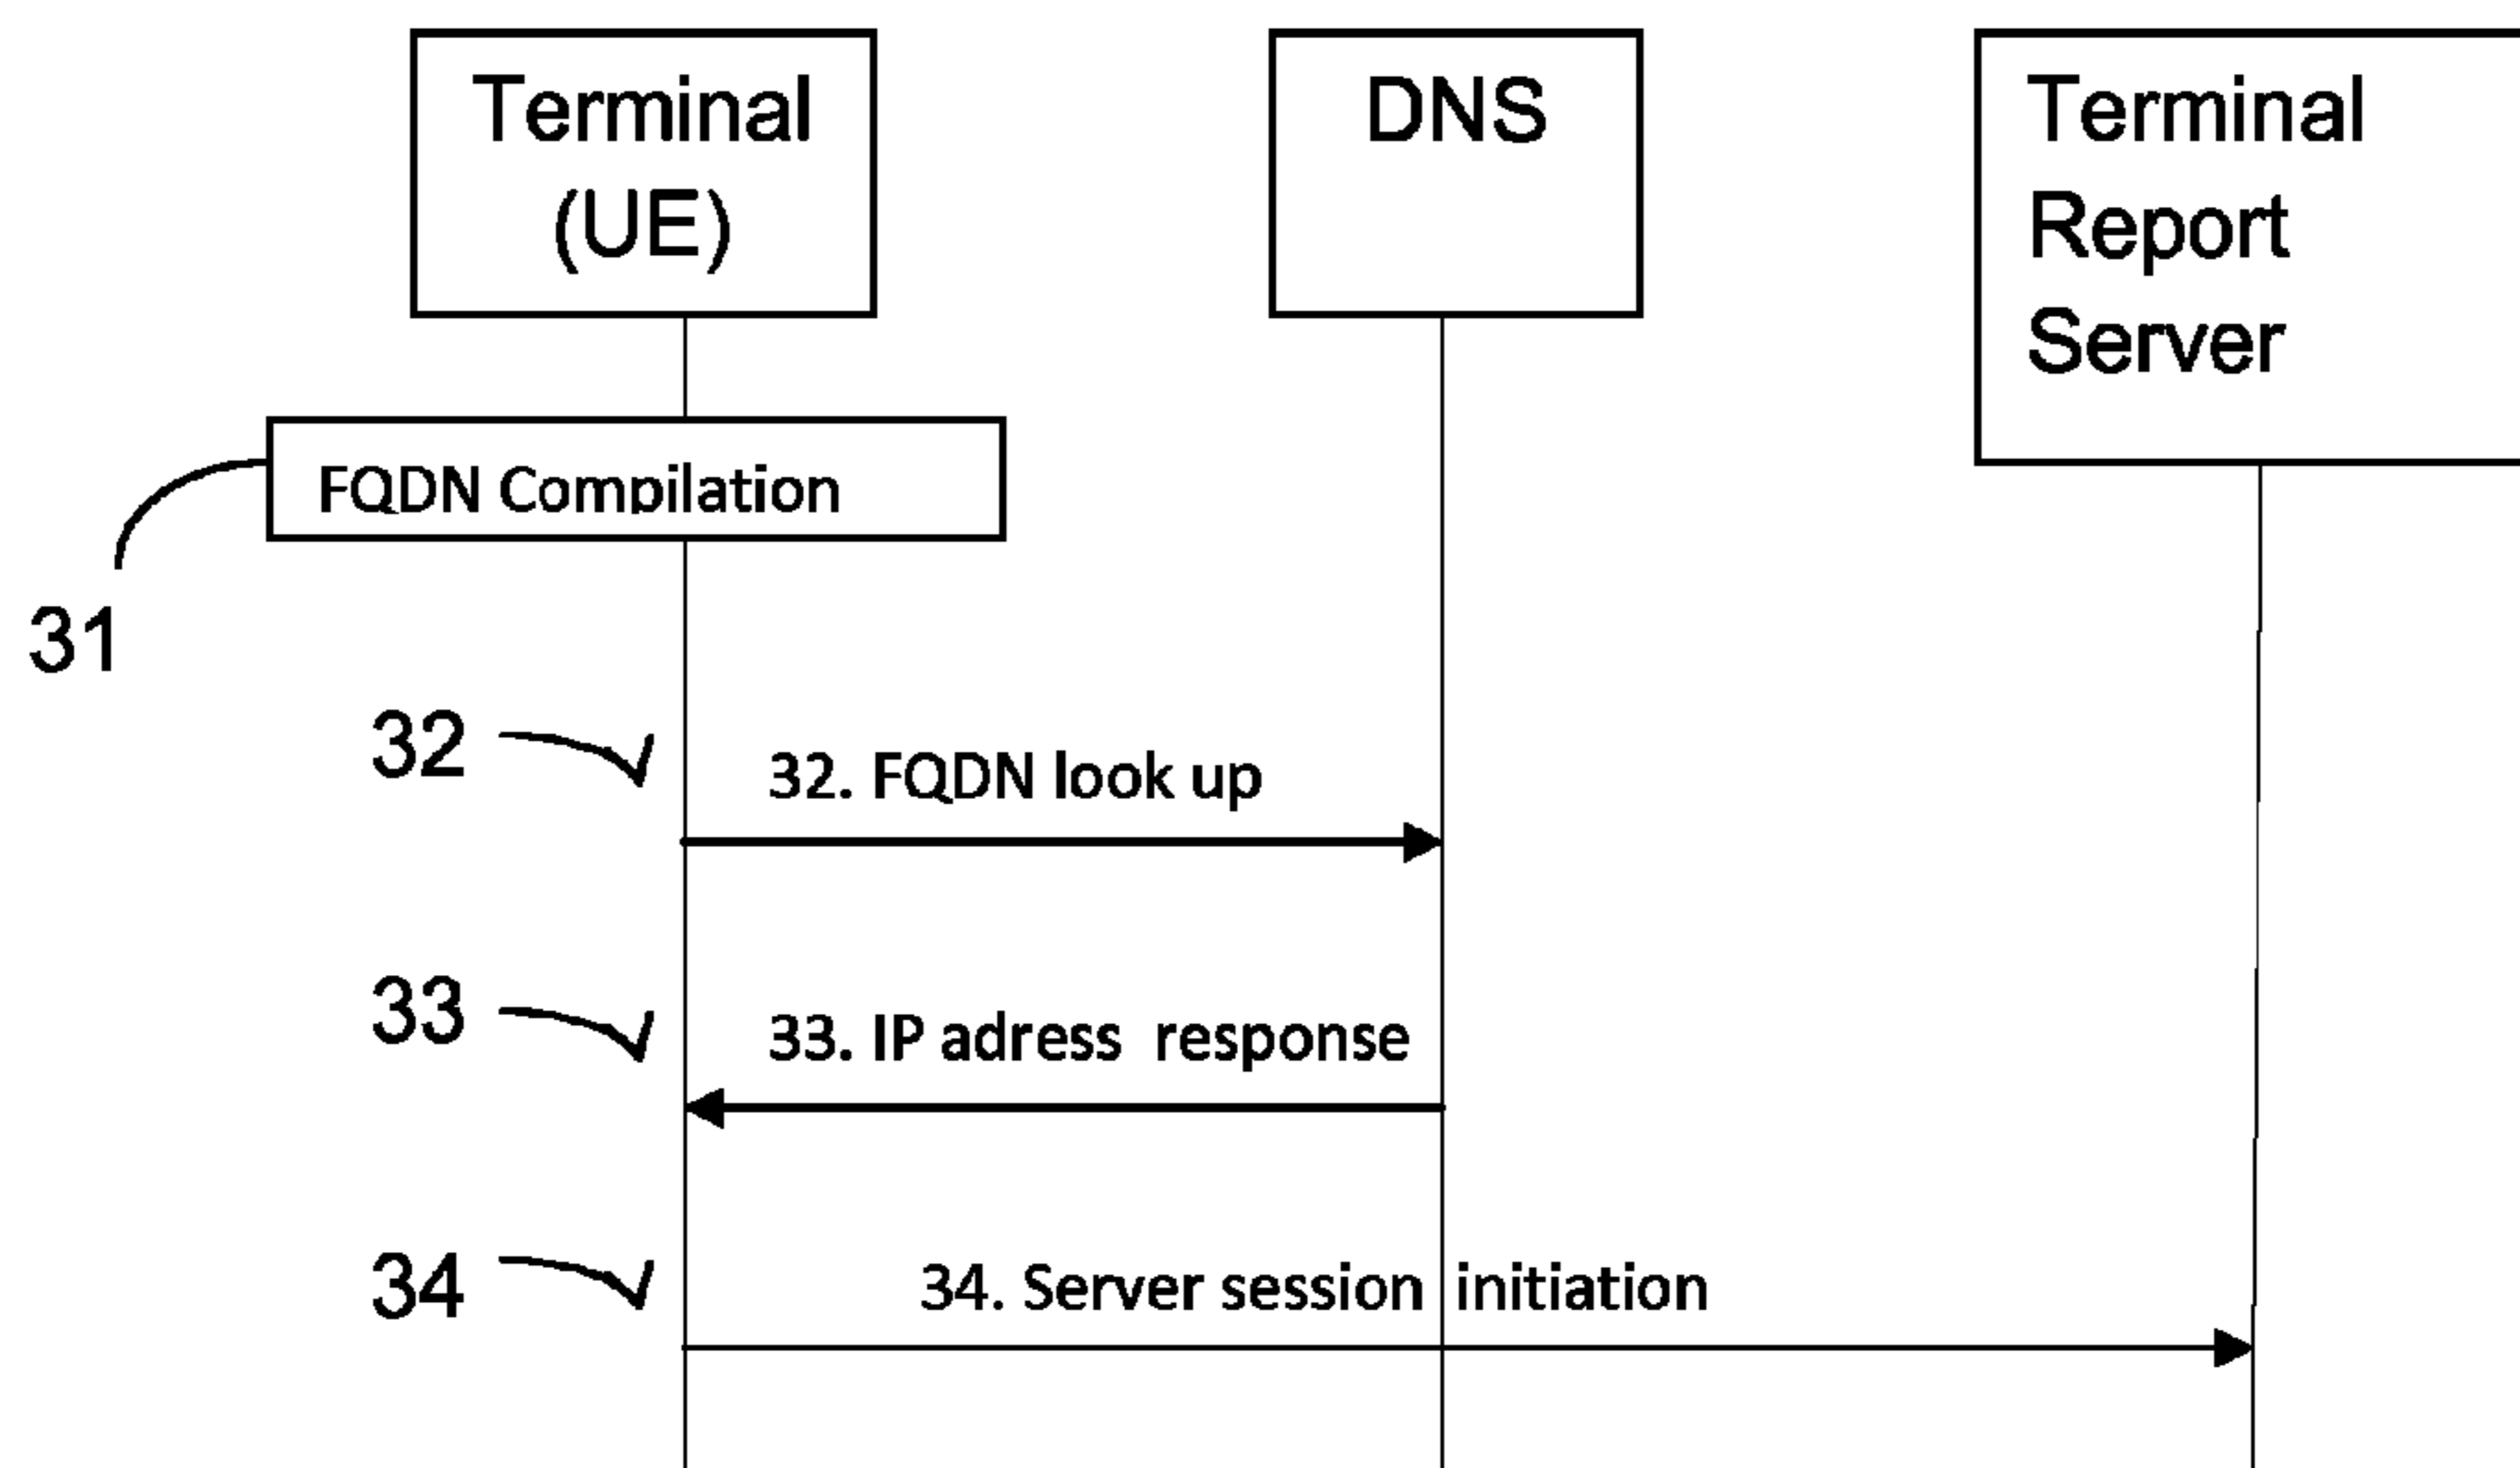 Terminal
(UE)
DNS
Terminal
Report
Server
FQDN Compilation
31
32
32. FQDN look up
33
33. IP adress response
34
34. Server session initiation